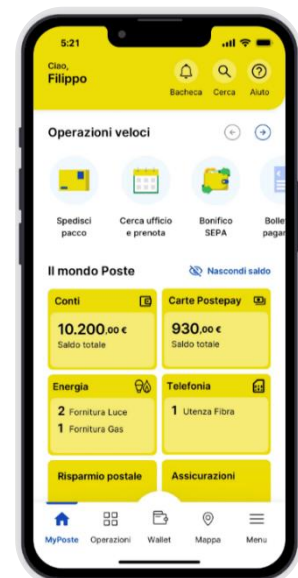 5:21
Ciao,
Filippo
Bacheca Cerca Aiuto
Operazioni veloci
Spedisci pacco
Cerca ufficio e prenota
Bonifico SEPA
Il mondo Poste
Nascondi saldo
Conti
10.200,00 €
Saldo totale
Carte Postepay
930,00 €
Saldo totale
Energia
2 Fornitura Luce
1 Fornitura Gas
Telefonia
1 Utenza Fibra
Risparmio postale
Assicurazioni
MyPoste Operazioni Wallet Mappa Menu